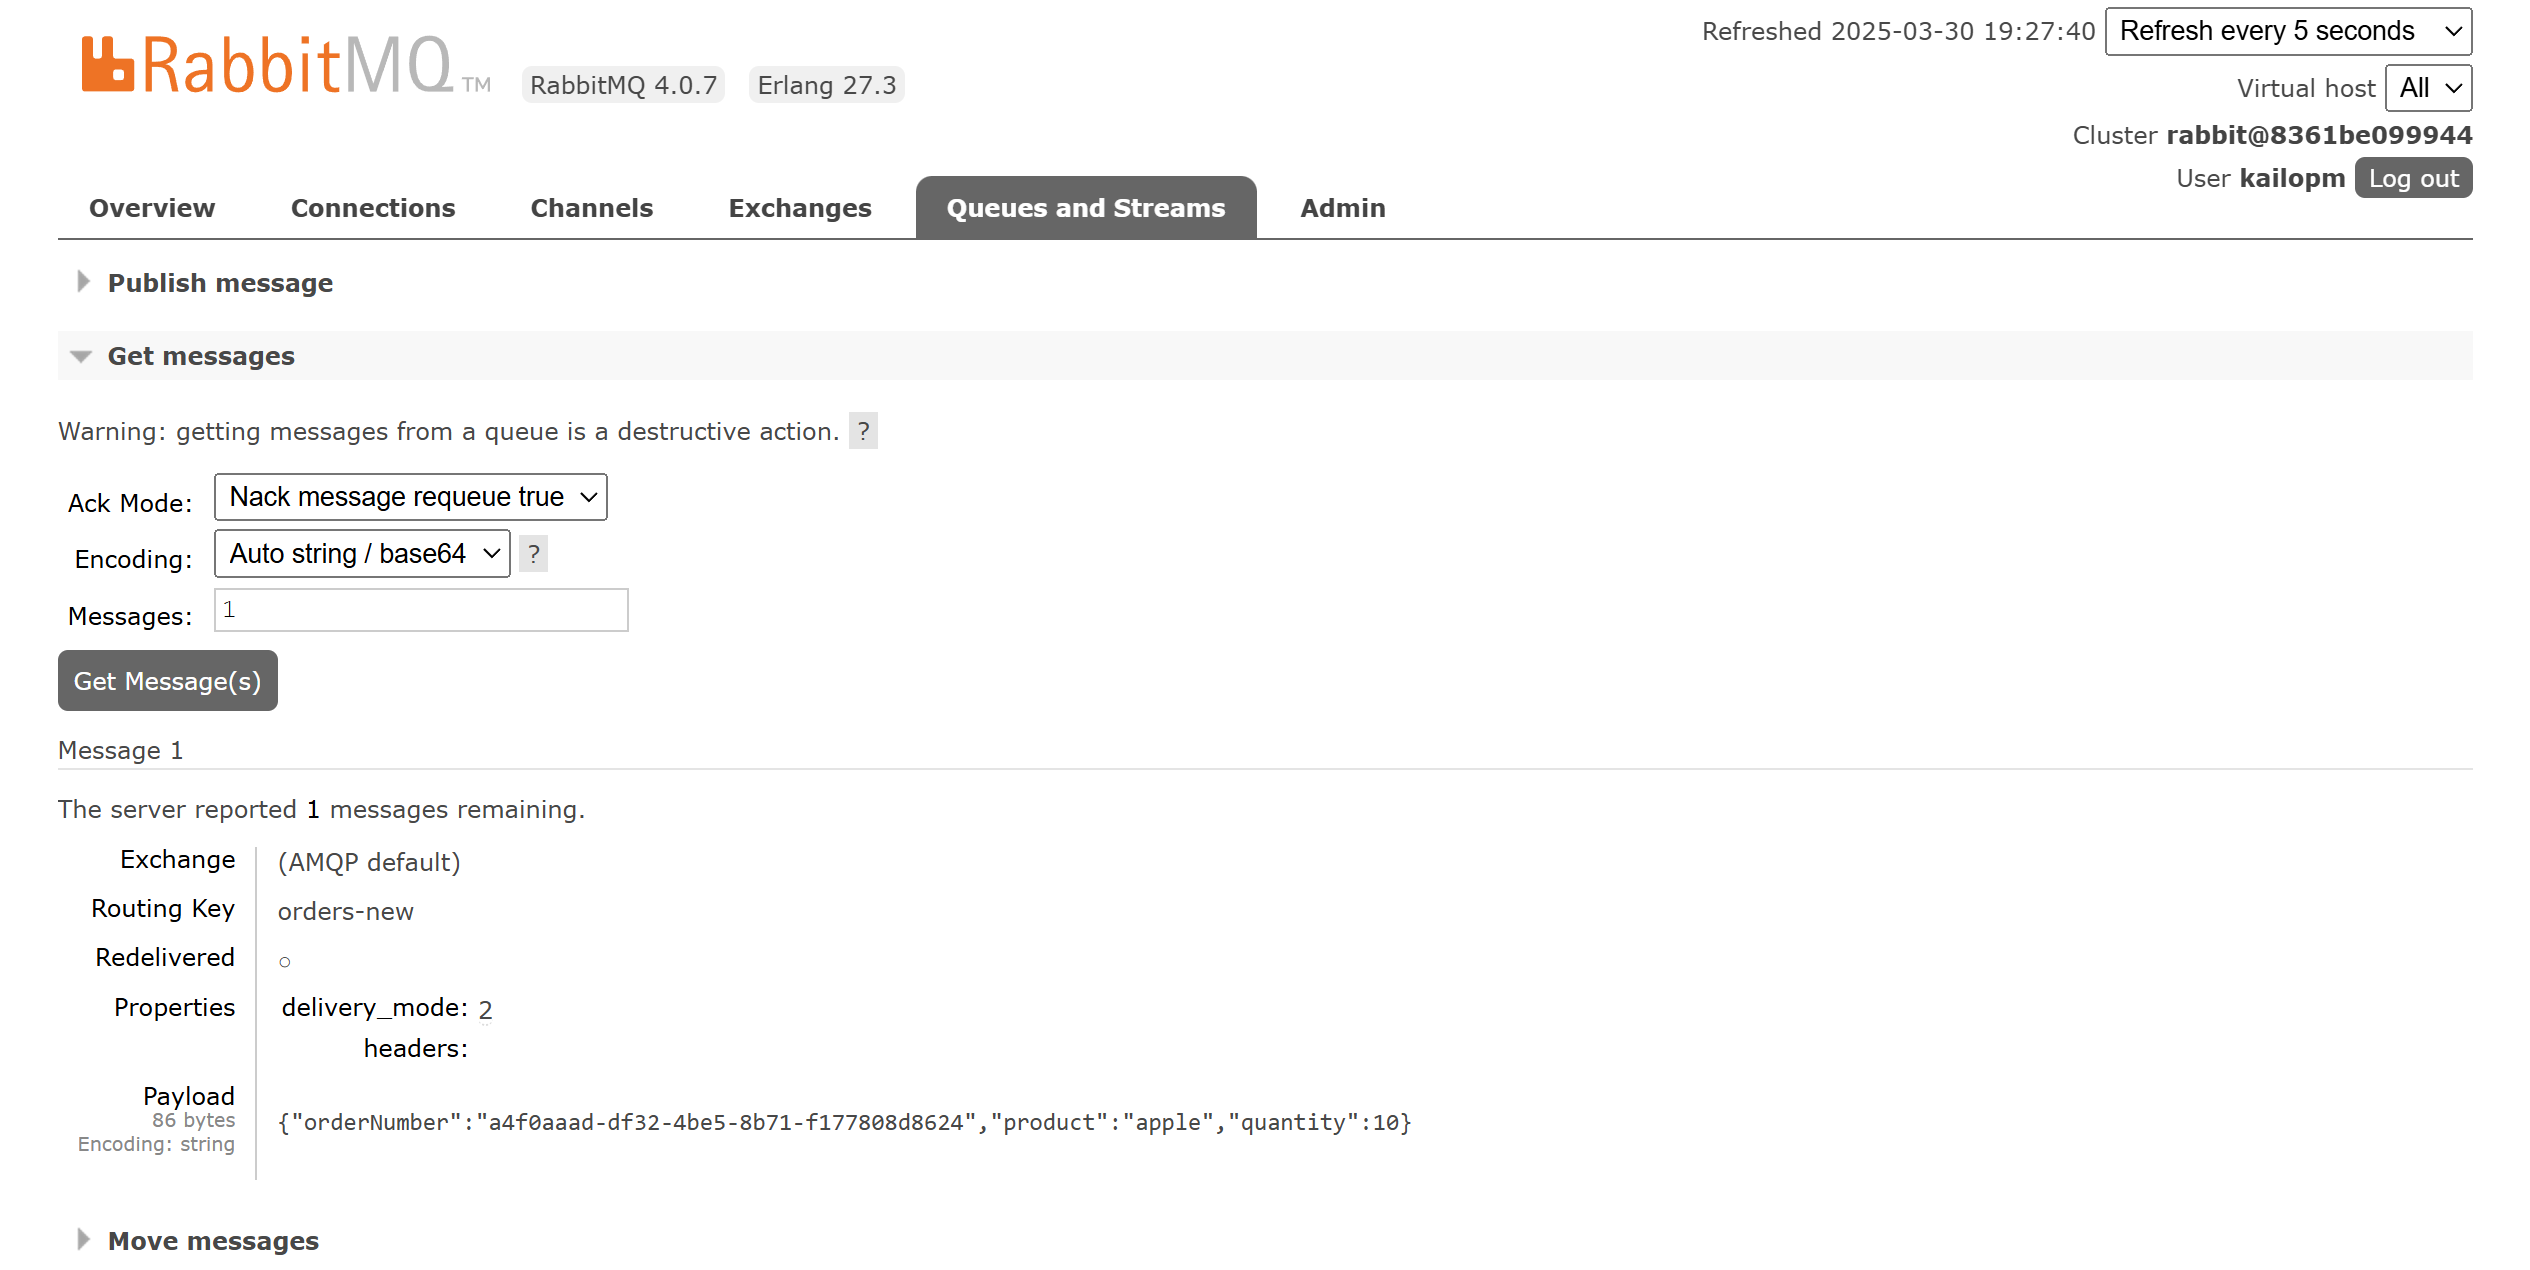 RabbitMQ TM RabbitMQ 4.0.7 Erlang 27.3
Refreshed 2025-03-30 19:27:40 Refresh every 5 seconds
Virtual host All
Cluster rabbit@8361be099944
User kailopm Log out
Overview Connections Channels Exchanges Queues and Streams Admin
Publish message
Get messages
Warning: getting messages from a queue is a destructive action. ?
Ack Mode: Nack message requeue true
Encoding: Auto string / base64 ?
Messages: 1
Get Message(s)
Message 1
The server reported 1 messages remaining.
Exchange (AMQP default)
Routing Key orders-new
Redelivered ○
Properties delivery_mode: 2
headers:
Payload
86 bytes
Encoding: string
{"orderNumber":"a4f0aaad-df32-4be5-8b71-f177808d8624","product":"apple","quantity":10}
Move messages